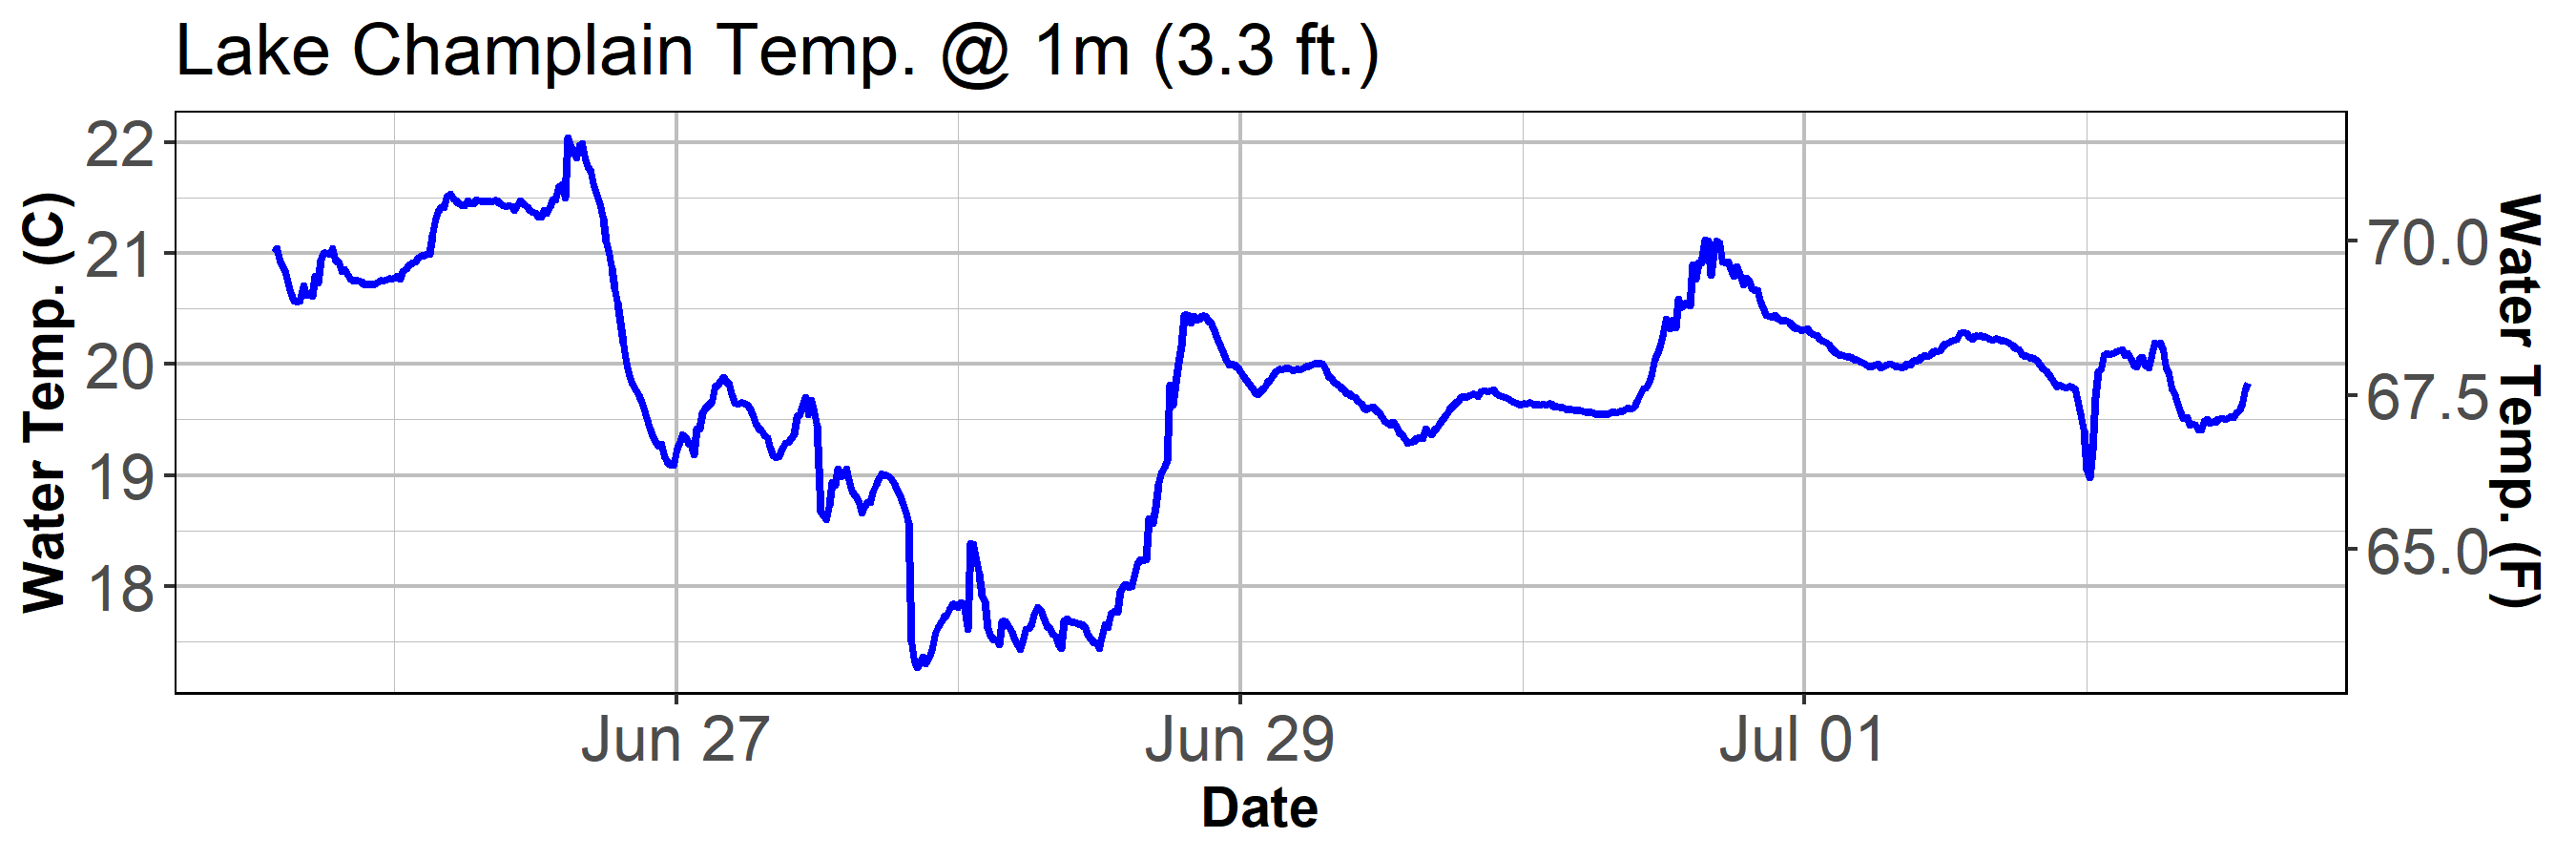 Lake Champlain Temp. @ 1m (3.3 ft.)
Water Temp. (C)
22
21
20
19
18
70.0
67.5
65.0
Water Temp. (F)
Jun 27
Jun 29
Jul 01
Date